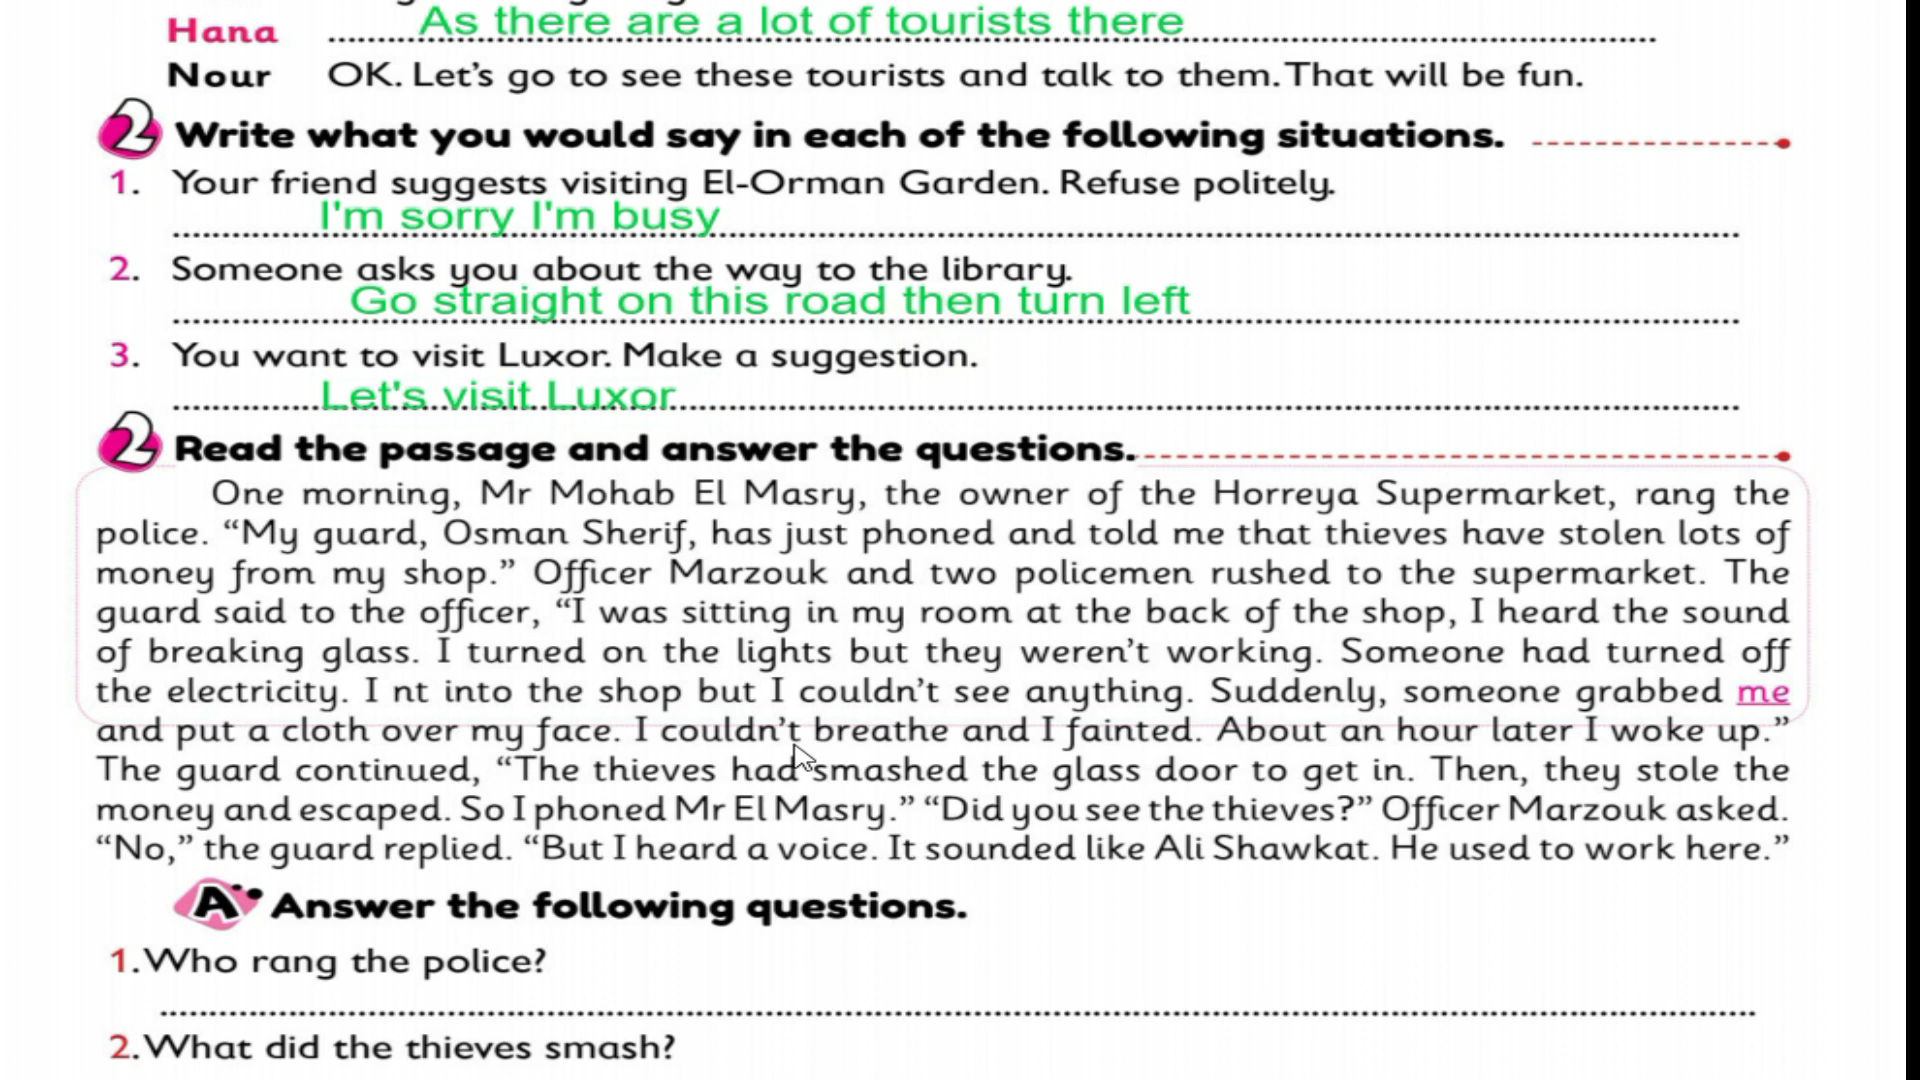 Hana As there are a lot of tourists there
Nour OK. Let's go to see these tourists and talk to them. That will be fun.
2 Write what you would say in each of the following situations.
1. Your friend suggests visiting El-Orman Garden. Refuse politely.
I'm sorry I'm busy
2. Someone asks you about the way to the library.
Go straight on this road then turn left
3. You want to visit Luxor. Make a suggestion.
Let's visit Luxor
2 Read the passage and answer the questions.
One morning, Mr Mohab El Masry, the owner of the Horreya Supermarket, rang the
police. “My guard, Osman Sherif, has just phoned and told me that thieves have stolen lots of
money from my shop.” Officer Marzouk and two policemen rushed to the supermarket. The
guard said to the officer, “I was sitting in my room at the back of the shop, I heard the sound
of breaking glass. I turned on the lights but they weren’t working. Someone had turned off
the electricity. I nt into the shop but I couldn’t see anything. Suddenly, someone grabbed me
and put a cloth over my face. I couldn’t breathe and I fainted. About an hour later I woke up.”
The guard continued, “The thieves had smashed the glass door to get in. Then, they stole the
money and escaped. So I phoned Mr El Masry.” “Did you see the thieves?” Officer Marzouk asked.
“No,” the guard replied. “But I heard a voice. It sounded like Ali Shawkat. He used to work here.”
A Answer the following questions.
1. Who rang the police?
2. What did the thieves smash?